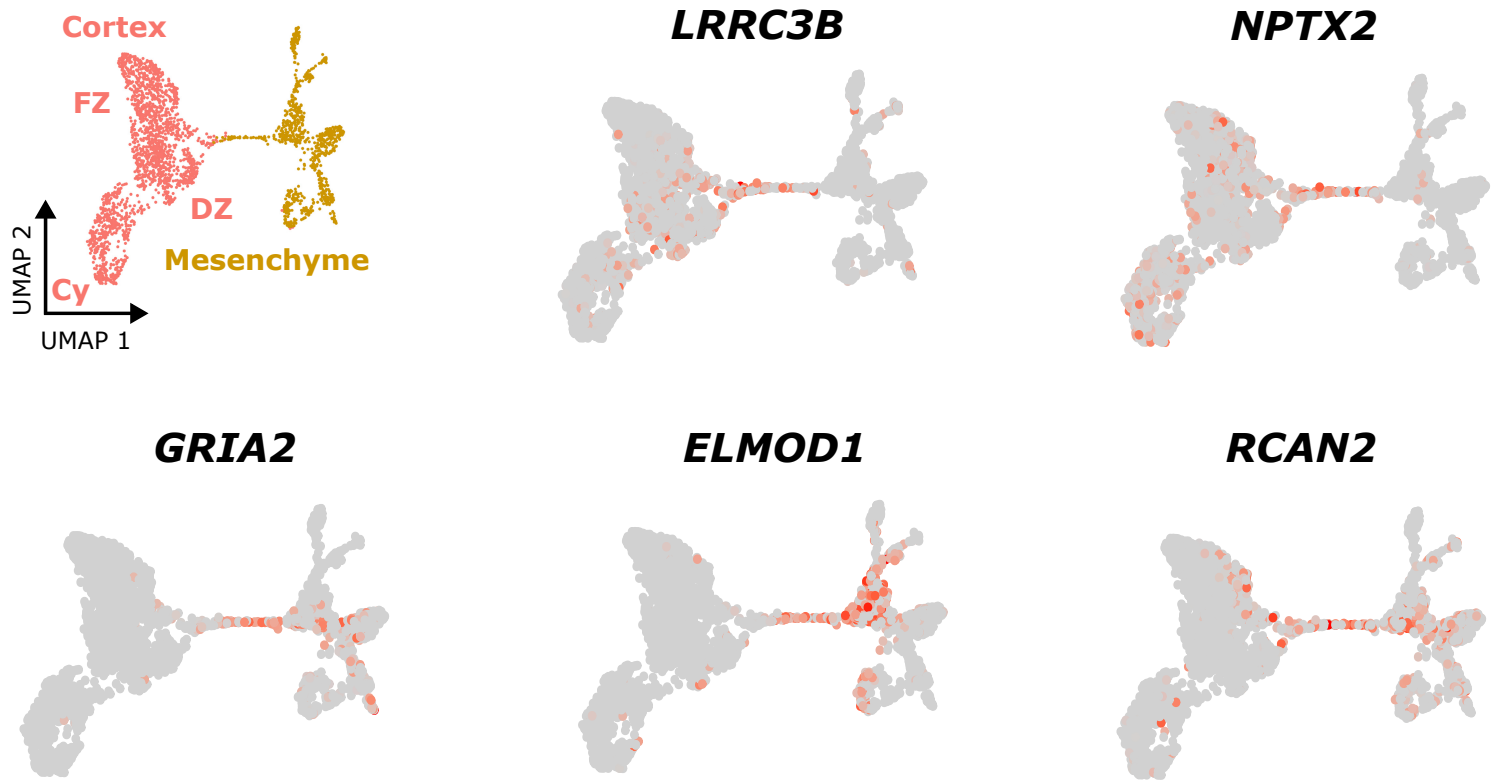 Cortex
FZ
DZ
Mesenchyme
Cy
UMAP 2
UMAP 1
LRRC3B
NPTX2
GRIA2
ELMOD1
RCAN2